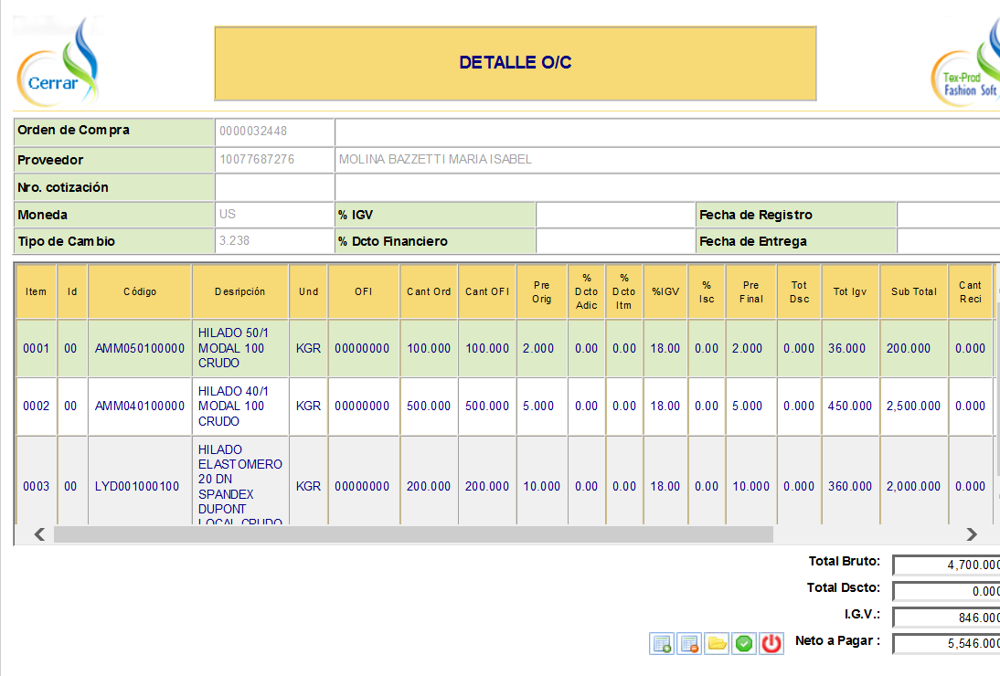 Cerrar
DETALLE O/C
Tex-Prod
Fashion Soft
Orden de Compra 0000032448
Proveedor 10077687276 MOLINA BAZZETTI MARIA ISABEL
Nro. cotización
Moneda US % IGV Fecha de Registro
Tipo de Cambio 3.238 % Dcto Financiero Fecha de Entrega
Item Id Código Desripción Und OFI Cant Ord Cant OFI Pre Orig % Dcto Adic % Dcto Itm %IGV % Isc Pre Final Tot Dsc Tot Igv Sub Total Cant Reci
0001 00 AMM050100000 HILADO 50/1 MODAL 100 CRUDO KGR 00000000 100.000 100.000 2.000 0.00 0.00 18.00 0.00 2.000 0.000 36.000 200.000 0.000
0002 00 AMM040100000 HILADO 40/1 MODAL 100 CRUDO KGR 00000000 500.000 500.000 5.000 0.00 0.00 18.00 0.00 5.000 0.000 450.000 2,500.000 0.000
0003 00 LYD001000100 HILADO ELASTOMERO 20 DN SPANDEX DUPONT LOCAL CRUDO KGR 00000000 200.000 200.000 10.000 0.00 0.00 18.00 0.00 10.000 0.000 360.000 2,000.000 0.000
Total Bruto: 4,700.000
Total Dscto: 0.000
I.G.V.: 846.000
Neto a Pagar : 5,546.000